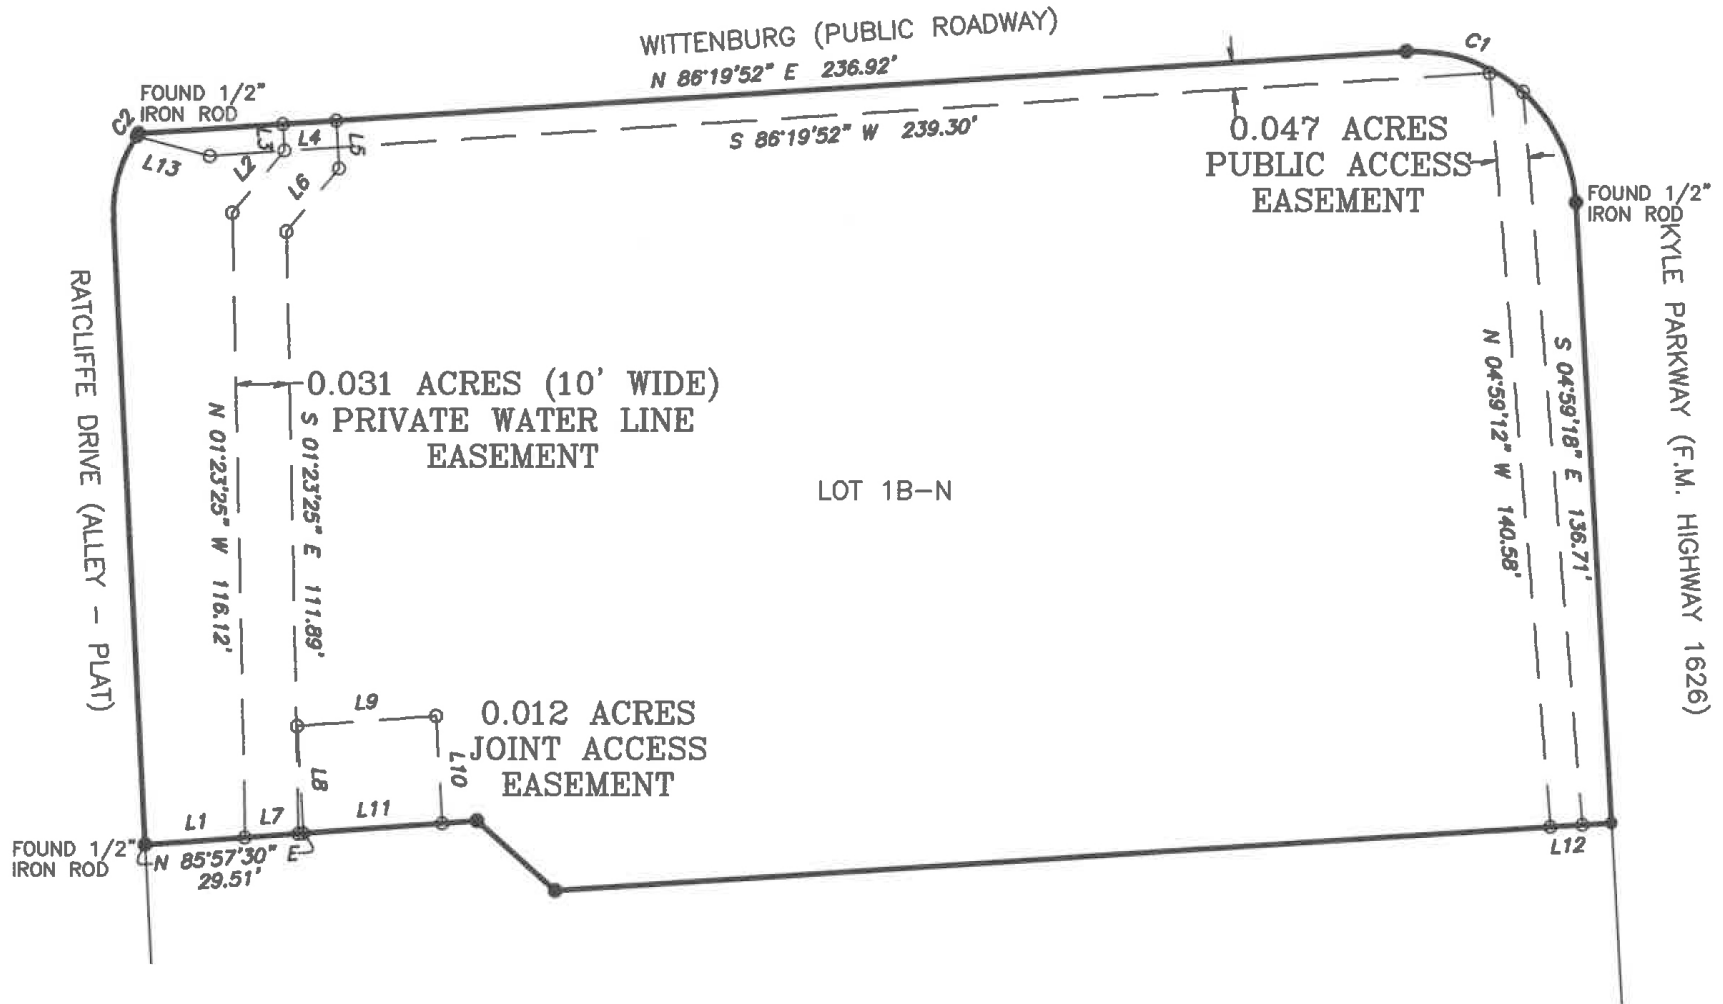 WITTENBURG (PUBLIC ROADWAY)
N 86°19'52" E 236.92'
C1
FOUND 1/2"
IRON ROD
C2
L3
L4
L5
S 86°19'52" W 239.30'
L13
L2
L6
0.047 ACRES
PUBLIC ACCESS
EASEMENT
FOUND 1/2"
IRON ROD
RATCLIFFE DRIVE (ALLEY - PLAT)
KYLE PARKWAY (F.M. HIGHWAY 1626)
0.031 ACRES (10' WIDE)
PRIVATE WATER LINE
EASEMENT
N 01°23'25" W 116.12'
S 01°23'25" E 111.89'
LOT 1B-N
N 04°59'12" W 140.58'
S 04°59'18" E 136.71'
L9
0.012 ACRES
JOINT ACCESS
EASEMENT
L10
L8
L1
L7
L11
L12
FOUND 1/2"
IRON ROD
N 85°57'30" E
29.51'